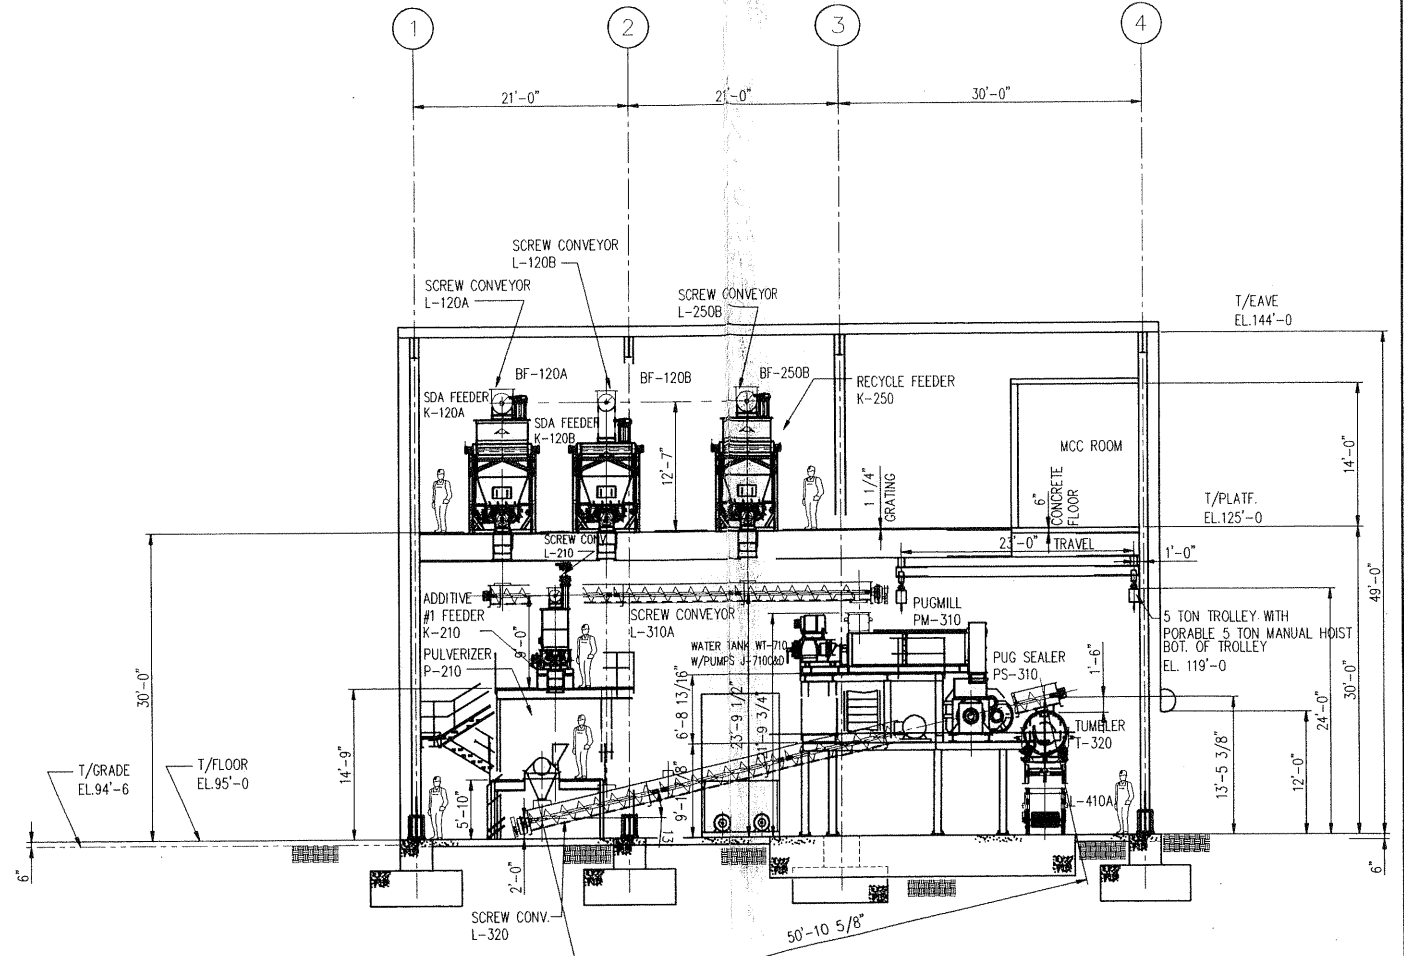 1
2
3
4
21'-0"
21'-0"
30'-0"
SCREW CONVEYOR
L-120B
SCREW CONVEYOR
L-120A
SCREW CONVEYOR
L-250B
T/EAVE
EL.144'-0
BF-120A
BF-120B
BF-250B
RECYCLE FEEDER
K-250
SDA FEEDER
K-120A
SDA FEEDER
K-120B
12'-7"
1 1/4"
GRATING
MCC ROOM
6"
CONCRETE
FLOOR
14'-0"
T/PLATF.
EL.125'-0
SCREW CONV.
L-210
23'-0"
TRAVEL
1'-0"
49'-0"
ADDITIVE
#1 FEEDER
K-210
PULVERIZER
P-210
9'-0"
SCREW CONVEYOR
L-310A
PUGMILL
PM-310
WATER TANK WT-710
W/PUMPS J-710C&D
5 TON TROLLEY WITH
PORABLE 5 TON MANUAL HOIST
BOT. OF TROLLEY
EL. 119'-0
PUG SEALER
PS-310
1'-6"
30'-0"
14'-9"
6'-8 13/16"
23'-9 1/2"
TUMBLER
T-320
24'-0"
30'-0"
13'-5 3/8"
12'-0"
T/GRADE
EL.94'-6
T/FLOOR
EL.95'-0
5'-10"
L-410A
13
6"
2'-0"
6"
SCREW CONV.
L-320
50'-10 5/8"